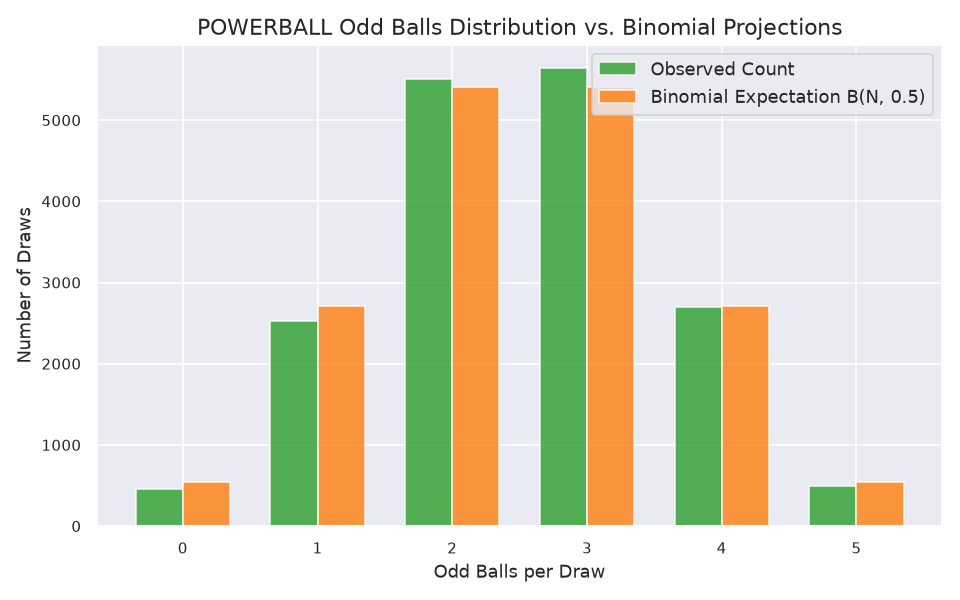 POWERBALL Odd Balls Distribution vs. Binomial Projections
Observed Count
Binomial Expectation B(N, 0.5)
Number of Draws
5000
4000
3000
2000
1000
0
0 1 2 3 4 5
Odd Balls per Draw